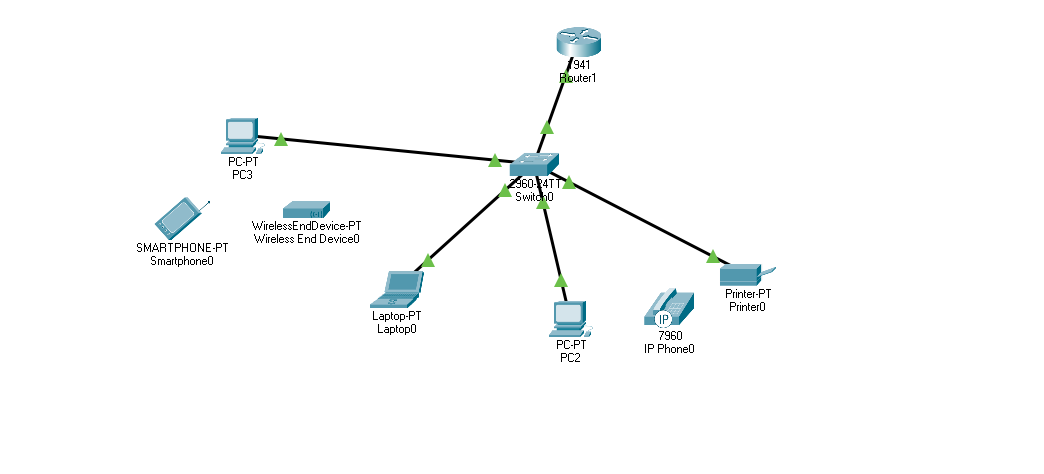 1941
Router1
PC-PT
PC3
2960-24TT
Switch0
SMARTPHONE-PT
Smartphone0
WirelessEndDevice-PT
Wireless End Device0
Laptop-PT
Laptop0
PC-PT
PC2
IP
7960
IP Phone0
Printer-PT
Printer0